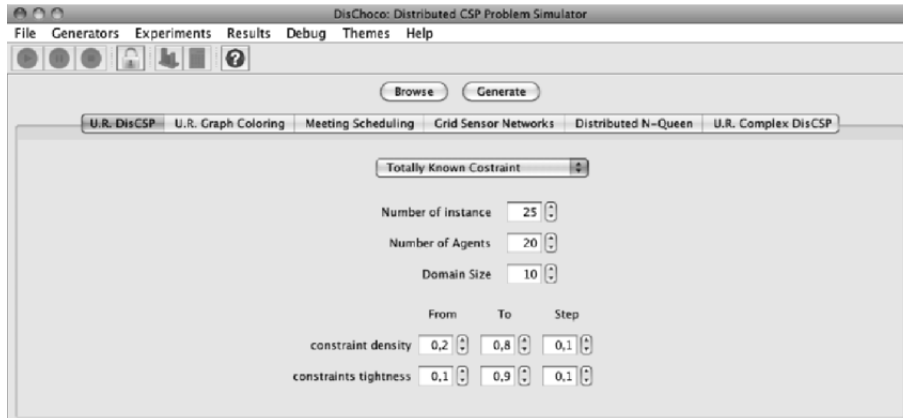 DisChoco: Distributed CSP Problem Simulator
File Generators Experiments Results Debug Themes Help
Browse Generate
U.R. DisCSP U.R. Graph Coloring Meeting Scheduling Grid Sensor Networks Distributed N-Queen U.R. Complex DisCSP
Totally Known Costraint
Number of instance 25
Number of Agents 20
Domain Size 10
From To Step
constraint density 0,2 0,8 0,1
constraints tightness 0,1 0,9 0,1